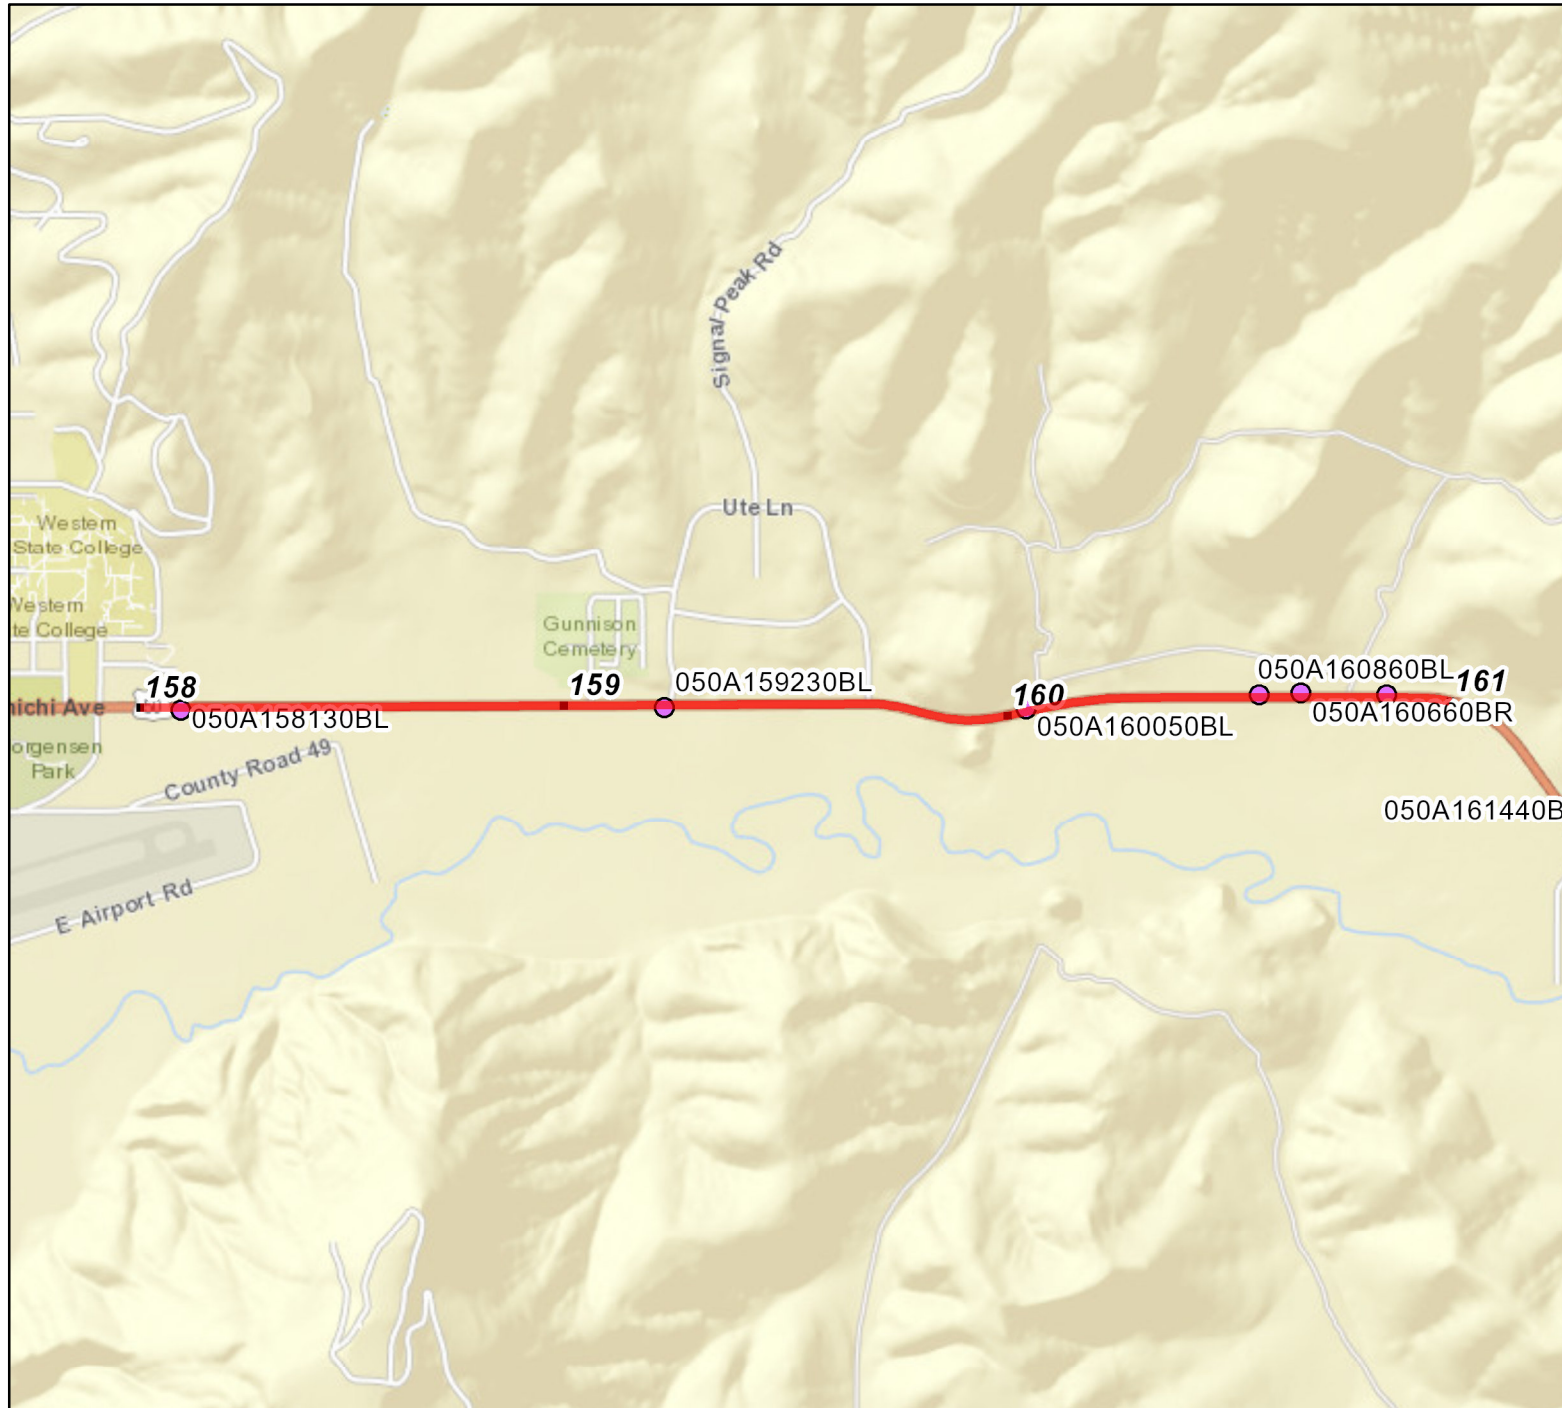 Signal Peak Rd
Ute Ln
Western
State College
Western
te College
Gunnison
Cemetery
158
159
160
161
050A158130BL
050A159230BL
050A160050BL
050A160860BL
050A160660BR
050A161440B
nichi Ave
orgensen
Park
County Road 49
E Airport Rd